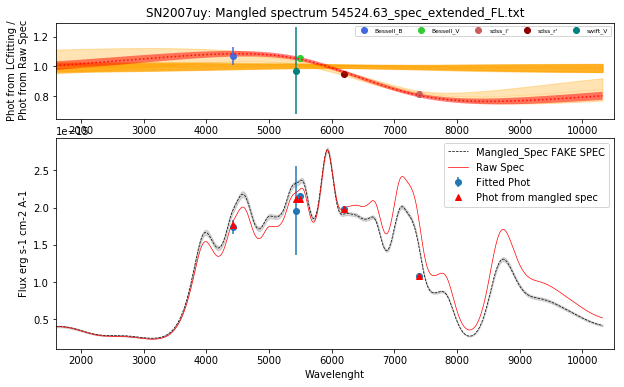 SN2007uy: Mangled spectrum 54524.63_spec_extended_FL.txt
Phot from LCfitting /
Phot from Raw Spec
1.2
1.0
0.8
Bessell_B
Bessell_V
sdss_i'
sdss_r'
swift_V
2000 3000 4000 5000 6000 7000 8000 9000 10000
Flux erg s-1 cm-2 A-1
2.5
2.0
1.5
1.0
0.5
Mangled_Spec FAKE SPEC
Raw Spec
Fitted Phot
Phot from mangled spec
2000 3000 4000 5000 6000 7000 8000 9000 10000
Wavelenght